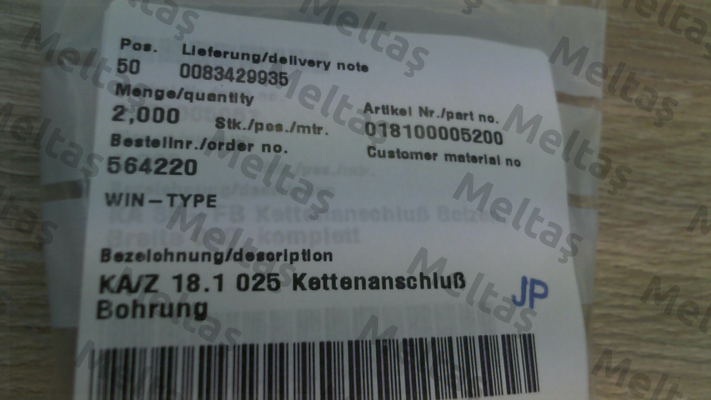 Pos. Lieferung/delivery note
50 0083429935
Menge/quantity
2,000 Stk./pcs./mtr.
Artikel Nr./part no.
018100005200
Bestellnr./order no.
564220
Customer material no
WIN-TYPE
Bezeichnung/description
KA/Z 18.1 025 Kettenanschluß
Bohrung
JP
Meltaş